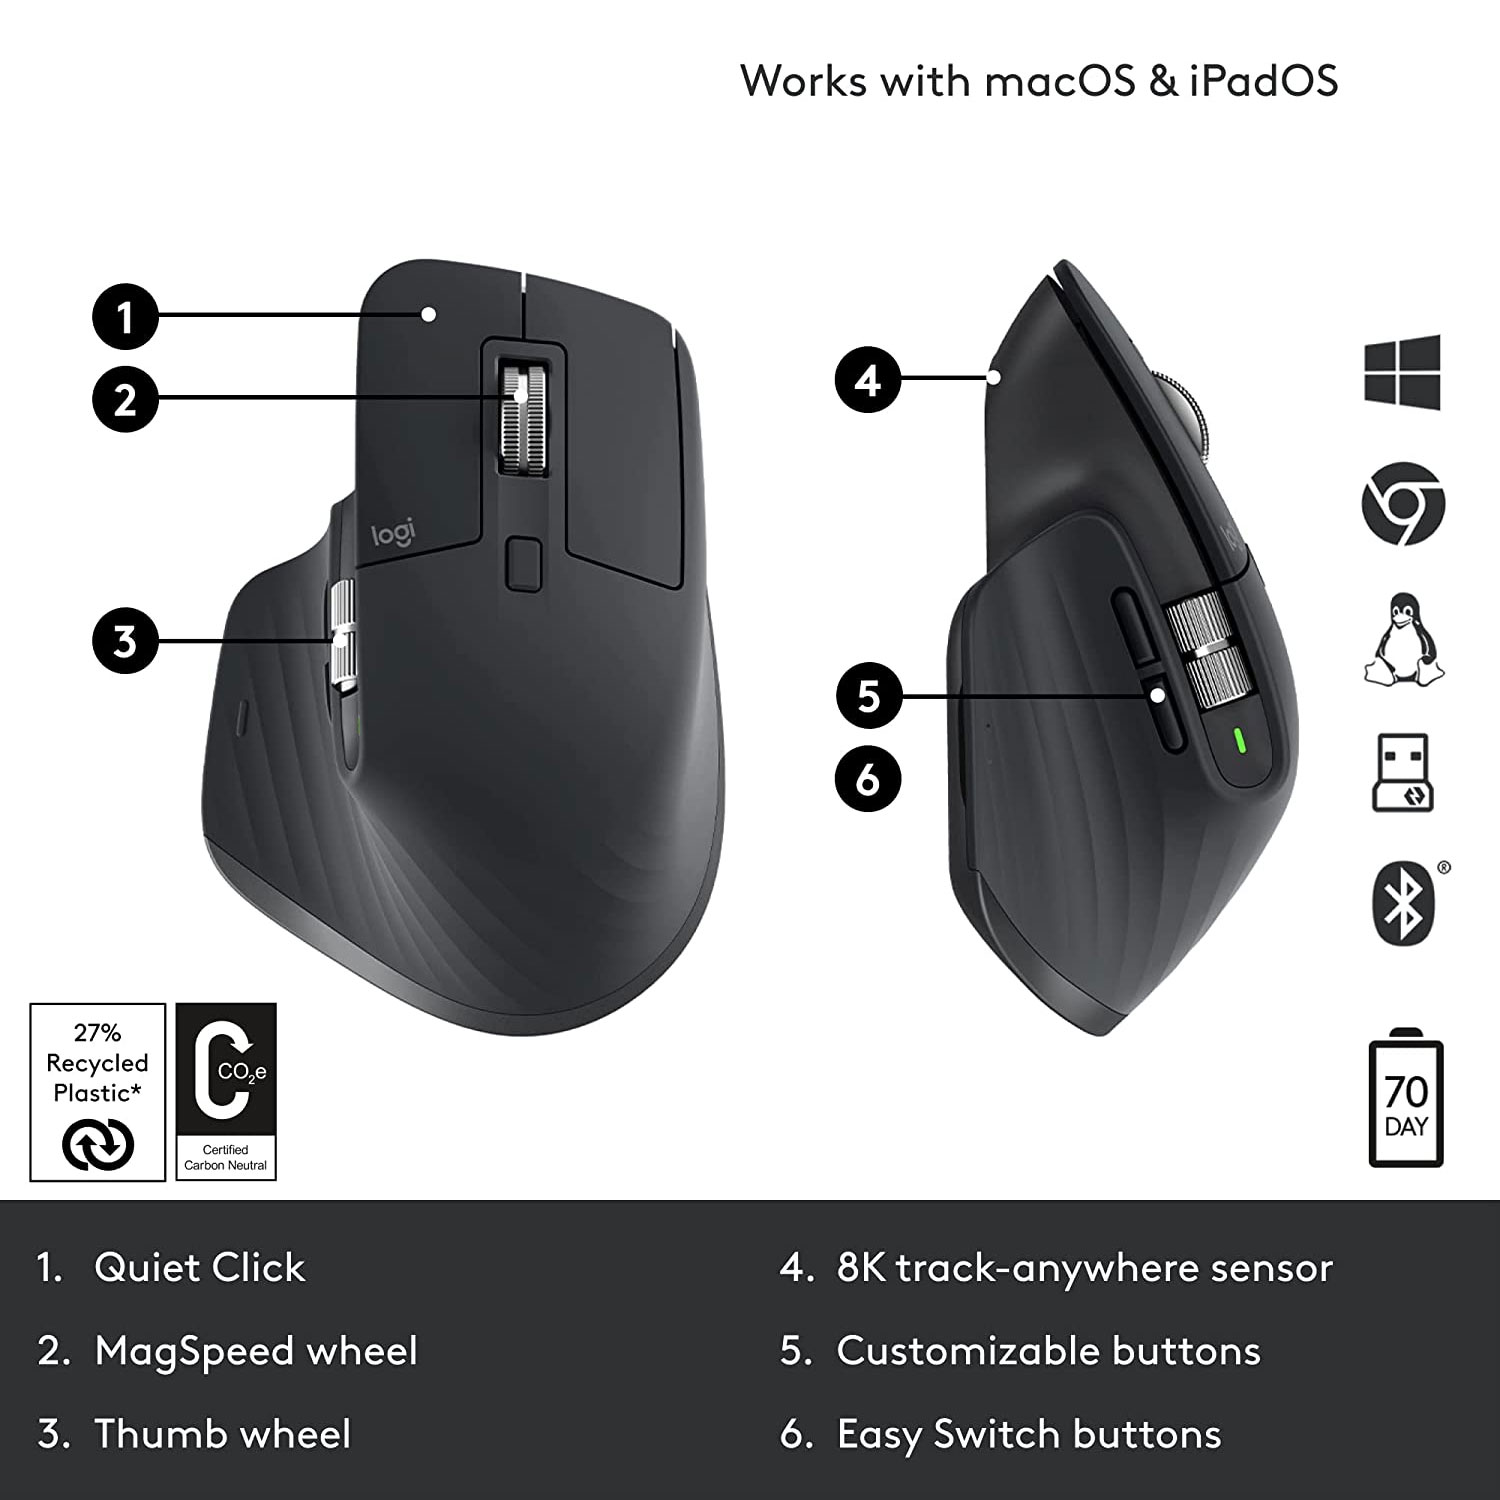 Works with macOS & iPadOS
1
2
3
logi
4
5
6
logi
®
27%
Recycled
Plastic*
CO₂e
Certified
Carbon Neutral
70
DAY
1. Quiet Click
2. MagSpeed wheel
3. Thumb wheel
4. 8K track-anywhere sensor
5. Customizable buttons
6. Easy Switch buttons